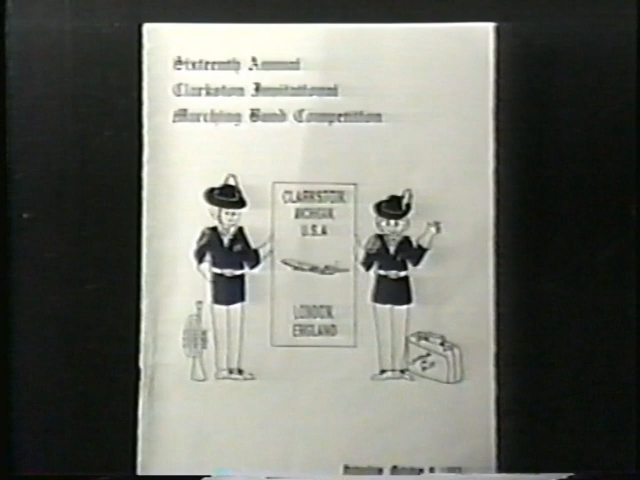 Sixteenth Annual
Clarkston Invitational
Marching Band Competition
CLARKSTON,
MICHIGAN,
U.S.A
LONDON,
ENGLAND